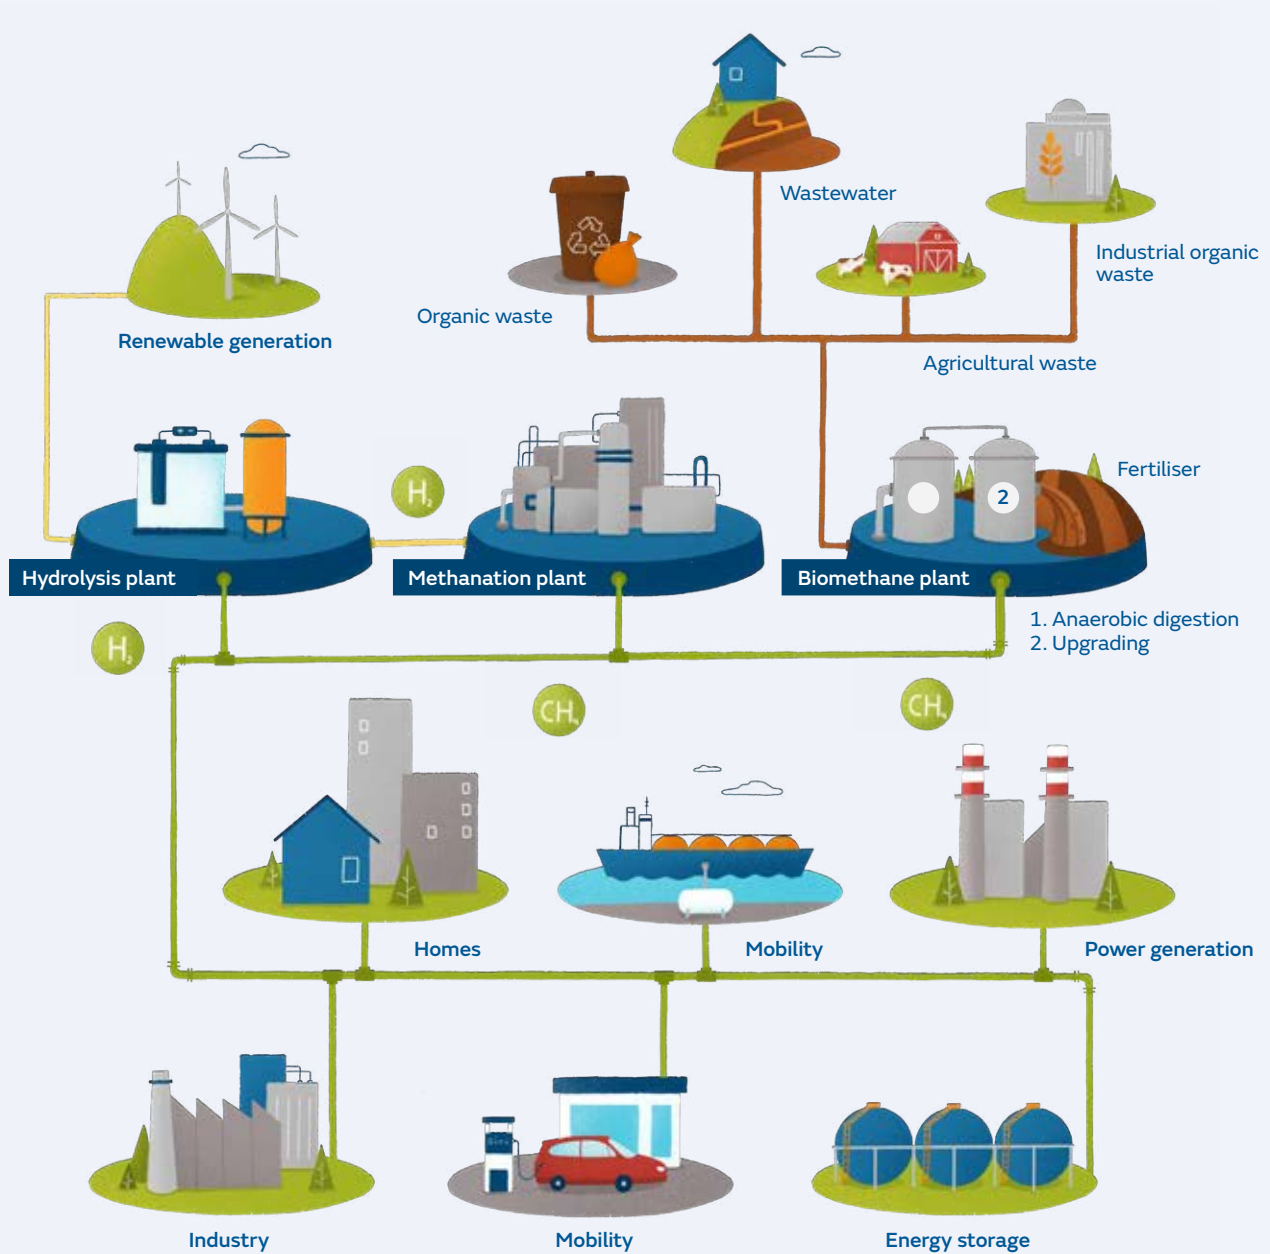 Wastewater
Industrial organic
waste
Organic waste
Renewable generation
Agricultural waste
H₂
Fertiliser
2
Hydrolysis plant
Methanation plant
Biomethane plant
1. Anaerobic digestion
2. Upgrading
H₂
CH₄
CH₄
Homes
Mobility
Power generation
Industry
Mobility
Energy storage